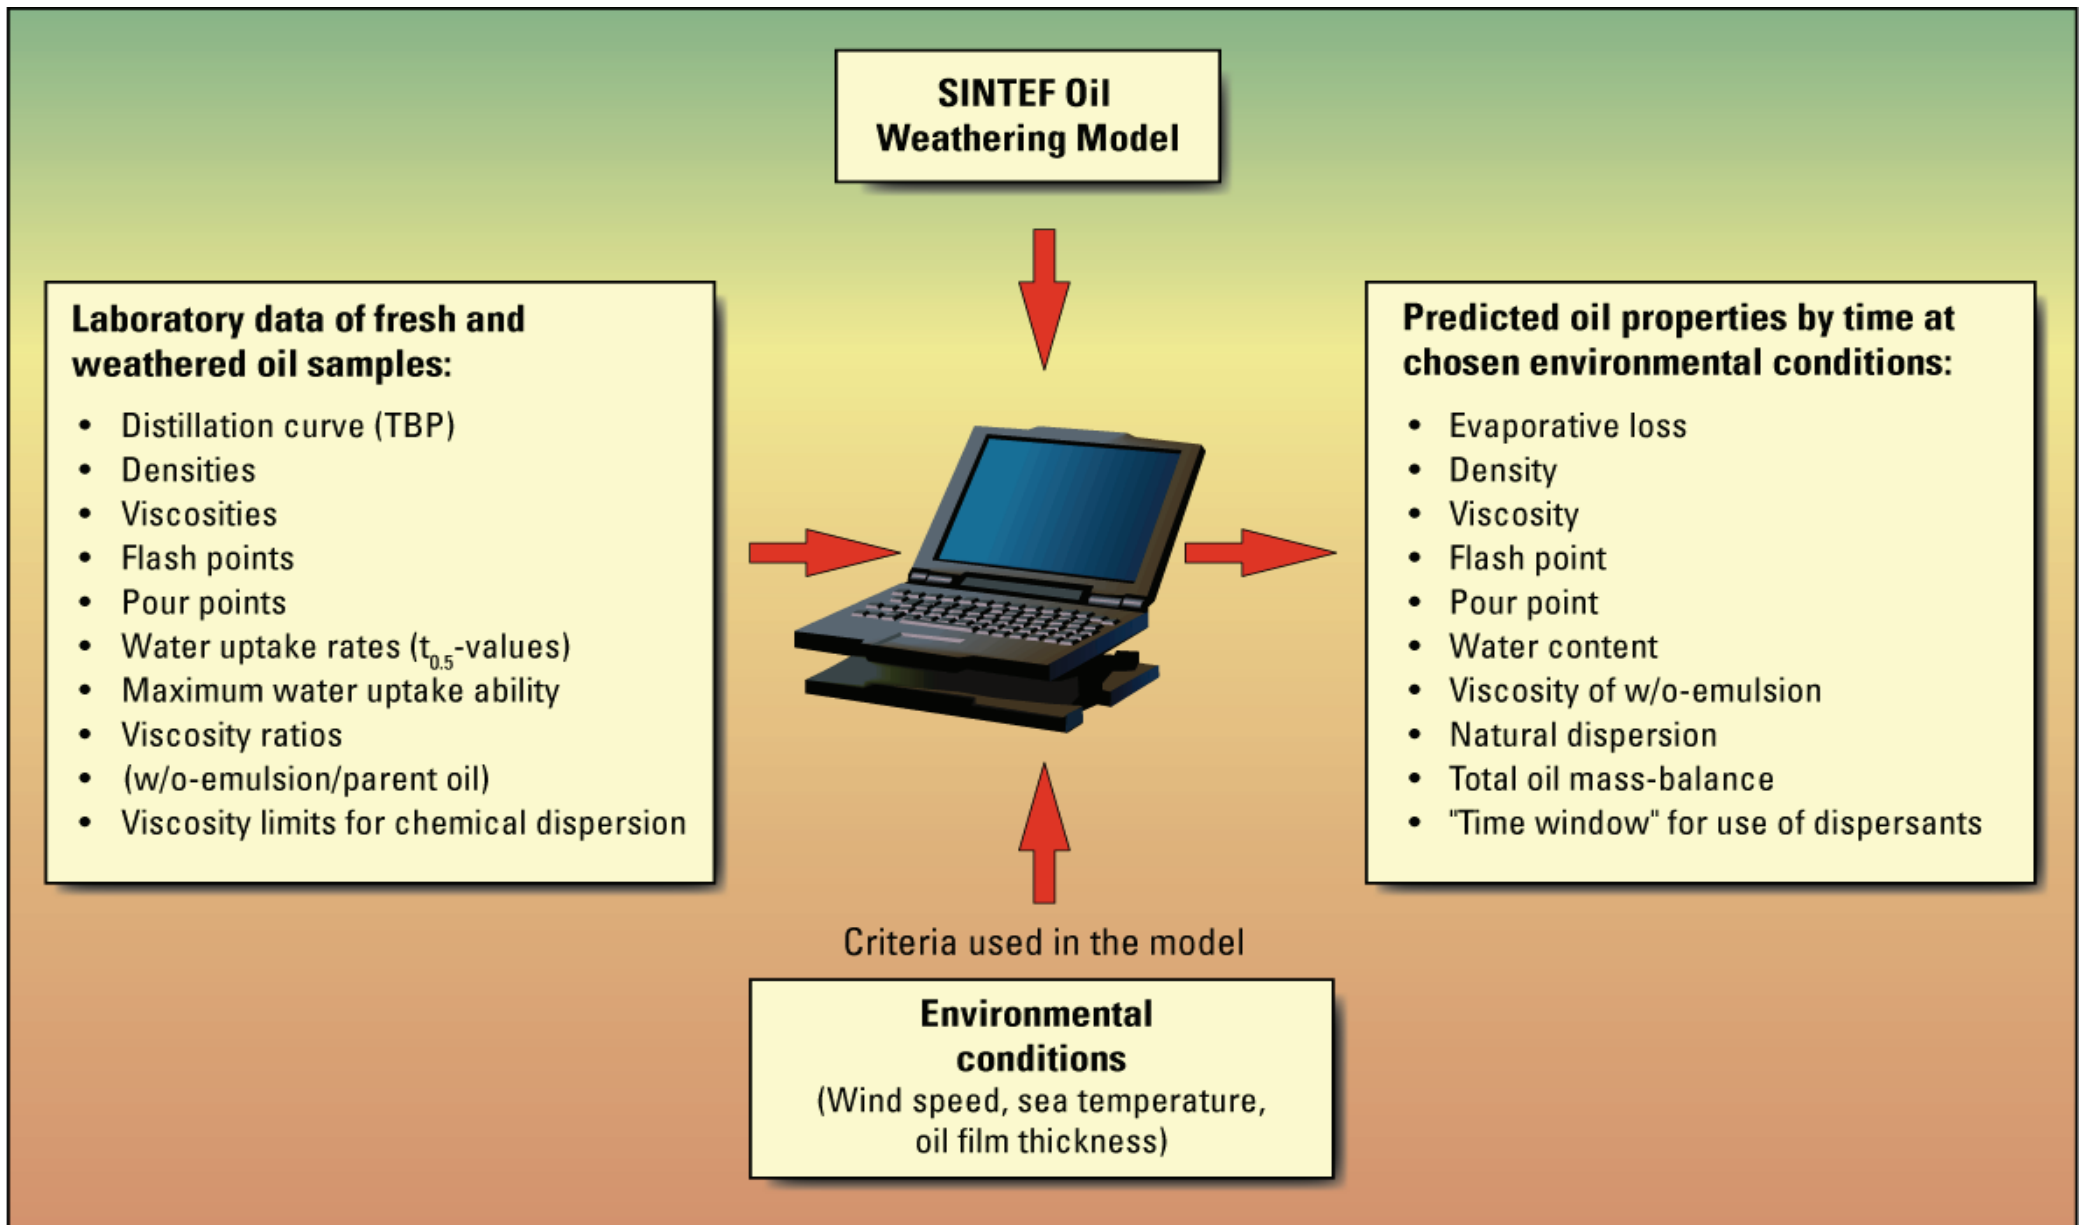 SINTEF Oil
Weathering Model
Laboratory data of fresh and
weathered oil samples:
• Distillation curve (TBP)
• Densities
• Viscosities
• Flash points
• Pour points
• Water uptake rates (t0.5-values)
• Maximum water uptake ability
• Viscosity ratios
• (w/o-emulsion/parent oil)
• Viscosity limits for chemical dispersion
Predicted oil properties by time at
chosen environmental conditions:
• Evaporative loss
• Density
• Viscosity
• Flash point
• Pour point
• Water content
• Viscosity of w/o-emulsion
• Natural dispersion
• Total oil mass-balance
• "Time window" for use of dispersants
Criteria used in the model
Environmental
conditions
(Wind speed, sea temperature,
oil film thickness)